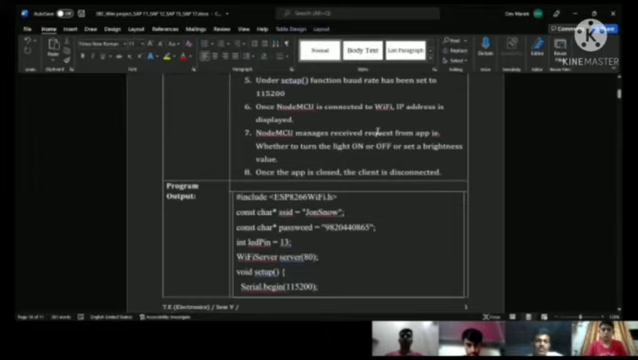 AutoSave
File Home Insert Draw Design Layout References Mailings Review View Help Table Design Layout
Normal
Body Text
List Paragraph
Replace
KINEMASTER
5. Under setup() function baud rate has been set to
115200
6. Once NodeMCU is connected to WiFi, IP address is
displayed.
7. NodeMCU manages received request from app ie.
Whether to turn the light ON or OFF or set a brightness
value.
8. Once the app is closed, the client is disconnected.
Program
Output:
#include <ESP8266WiFi.h>
const char* ssid = "JonSnow";
const char* password = "9820440865";
int ledPin = 13;
WiFiServer server(80);
void setup() {
Serial.begin(115200);
T.E (Electronics) / Sem V /
1